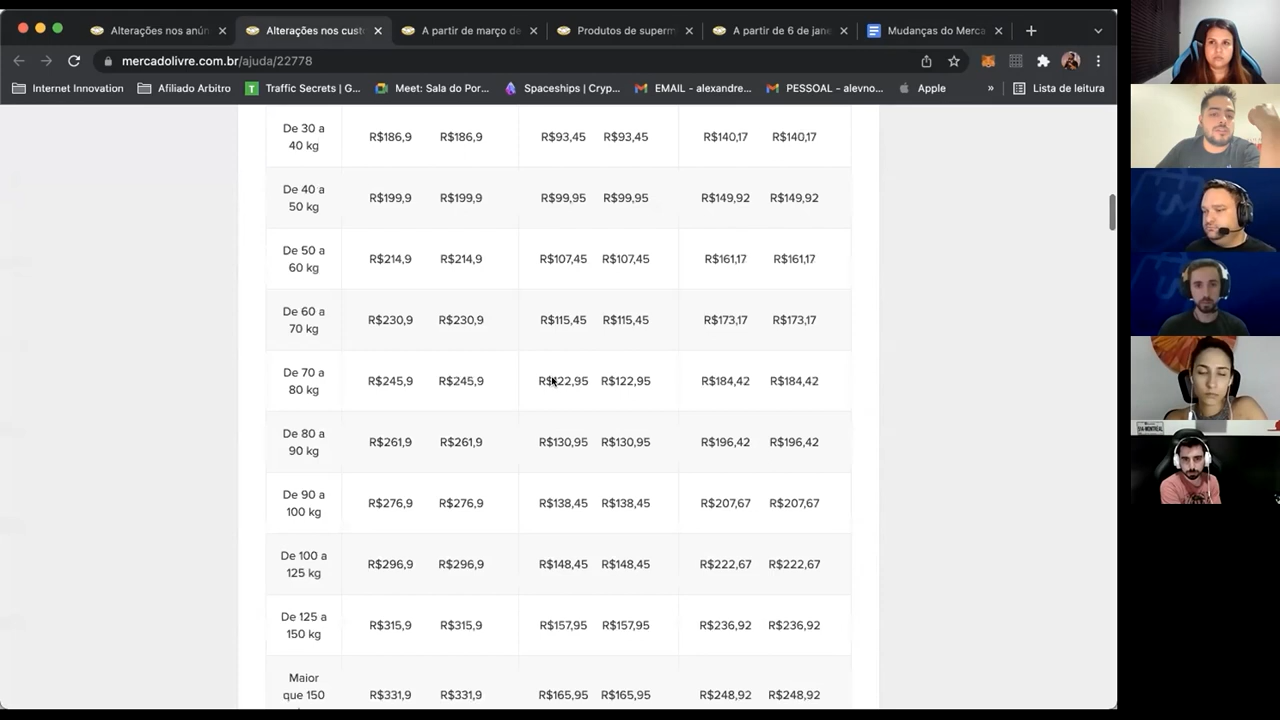 Alterações nos anún
Alterações nos cust
A partir de março de
Produtos de superm
A partir de 6 de jane
Mudanças do Merca
mercadolivre.com.br/ajuda/22778
Internet Innovation
Afiliado Arbitro
Traffic Secrets | G...
Meet: Sala do Por...
Spaceships | Cryp...
EMAIL - alexandre...
PESSOAL - alevno...
Apple
»
Lista de leitura
De 30 a
40 kg
R$186,9 R$186,9 R$93,45 R$93,45 R$140,17 R$140,17
De 40 a
50 kg
R$199,9 R$199,9 R$99,95 R$99,95 R$149,92 R$149,92
De 50 a
60 kg
R$214,9 R$214,9 R$107,45 R$107,45 R$161,17 R$161,17
De 60 a
70 kg
R$230,9 R$230,9 R$115,45 R$115,45 R$173,17 R$173,17
De 70 a
80 kg
R$245,9 R$245,9 R$122,95 R$122,95 R$184,42 R$184,42
De 80 a
90 kg
R$261,9 R$261,9 R$130,95 R$130,95 R$196,42 R$196,42
De 90 a
100 kg
R$276,9 R$276,9 R$138,45 R$138,45 R$207,67 R$207,67
De 100 a
125 kg
R$296,9 R$296,9 R$148,45 R$148,45 R$222,67 R$222,67
De 125 a
150 kg
R$315,9 R$315,9 R$157,95 R$157,95 R$236,92 R$236,92
Maior
que 150
R$331,9 R$331,9 R$165,95 R$165,95 R$248,92 R$248,92